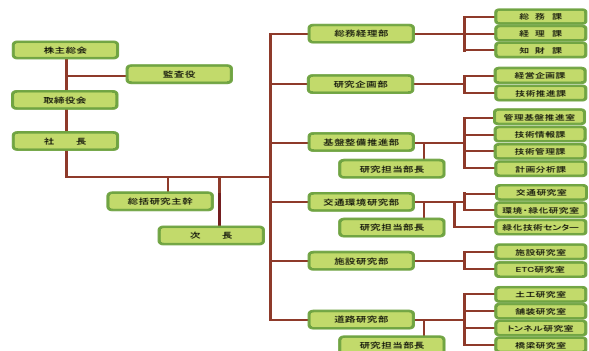 株主総会
監査役
取締役会
社　長
総括研究主幹
次　長
総務経理部
総 務 課
経 理 課
知 財 課
研究企画部
経営企画課
技術推進課
基盤整備推進部
研究担当部長
管理基盤推進室
技術情報課
技術管理課
計画分析課
交通環境研究部
研究担当部長
交通研究室
環境・緑化研究室
緑化技術センター
施設研究部
施設研究室
ETC研究室
道路研究部
研究担当部長
土工研究室
舗装研究室
トンネル研究室
橋梁研究室